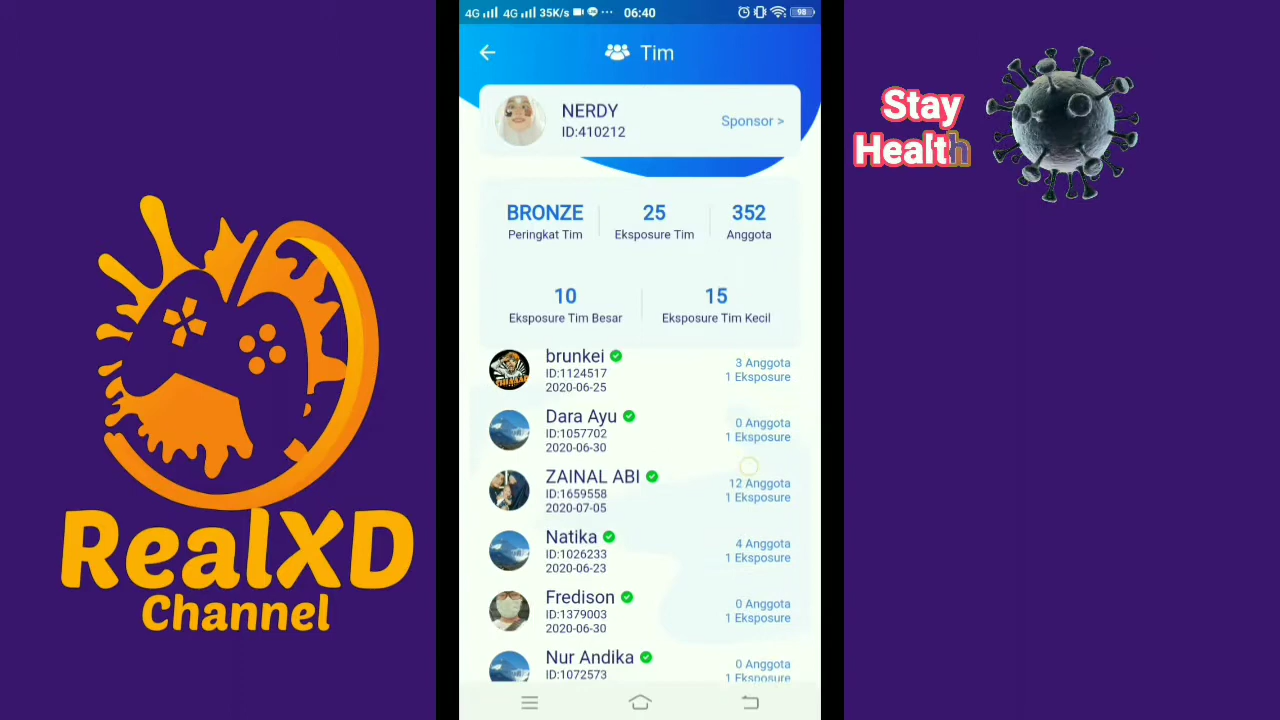 4G 4G 35K/s ... 06:40 98
Tim
NERDY
ID:410212
Sponsor >
BRONZE
Peringkat Tim
25
Eksposure Tim
352
Anggota
10
Eksposure Tim Besar
15
Eksposure Tim Kecil
brunkei
ID:1124517
2020-06-25
3 Anggota
1 Eksposure
Dara Ayu
ID:1057702
2020-06-30
0 Anggota
1 Eksposure
ZAINAL ABI
ID:1659558
2020-07-05
12 Anggota
1 Eksposure
Natika
ID:1026233
2020-06-23
4 Anggota
1 Eksposure
Fredison
ID:1379003
2020-06-30
0 Anggota
1 Eksposure
Nur Andika
ID:1072573
0 Anggota
1 Eksposure
RealXD
Channel
Stay
Health